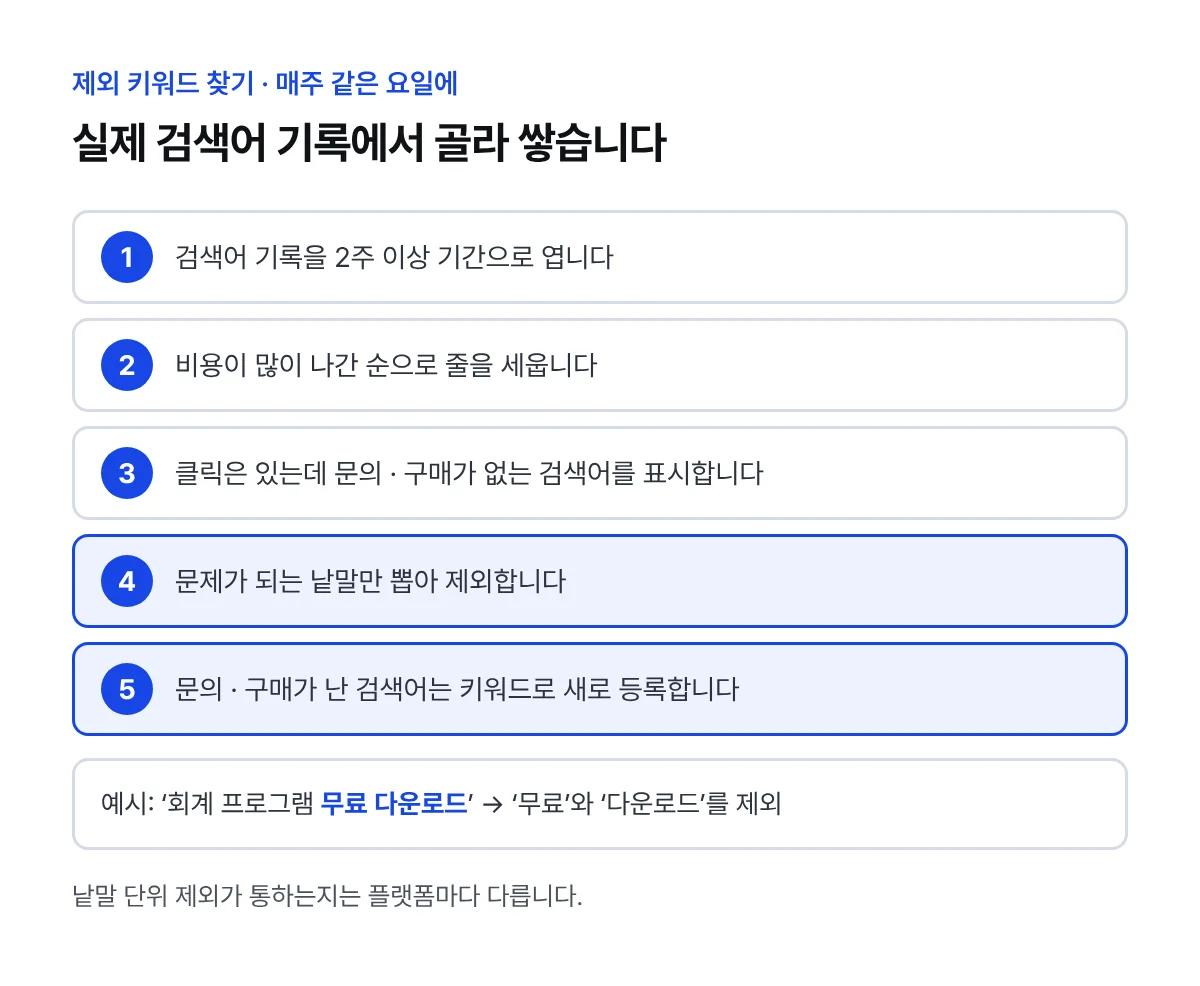 제외 키워드 찾기 · 매주 같은 요일에
실제 검색어 기록에서 골라 쌓습니다
1 검색어 기록을 2주 이상 기간으로 엽니다
2 비용이 많이 나간 순으로 줄을 세웁니다
3 클릭은 있는데 문의 · 구매가 없는 검색어를 표시합니다
4 문제가 되는 낱말만 뽑아 제외합니다
5 문의 · 구매가 난 검색어는 키워드로 새로 등록합니다
예시: ‘회계 프로그램 무료 다운로드’ → ‘무료’와 ‘다운로드’를 제외
낱말 단위 제외가 통하는지는 플랫폼마다 다릅니다.